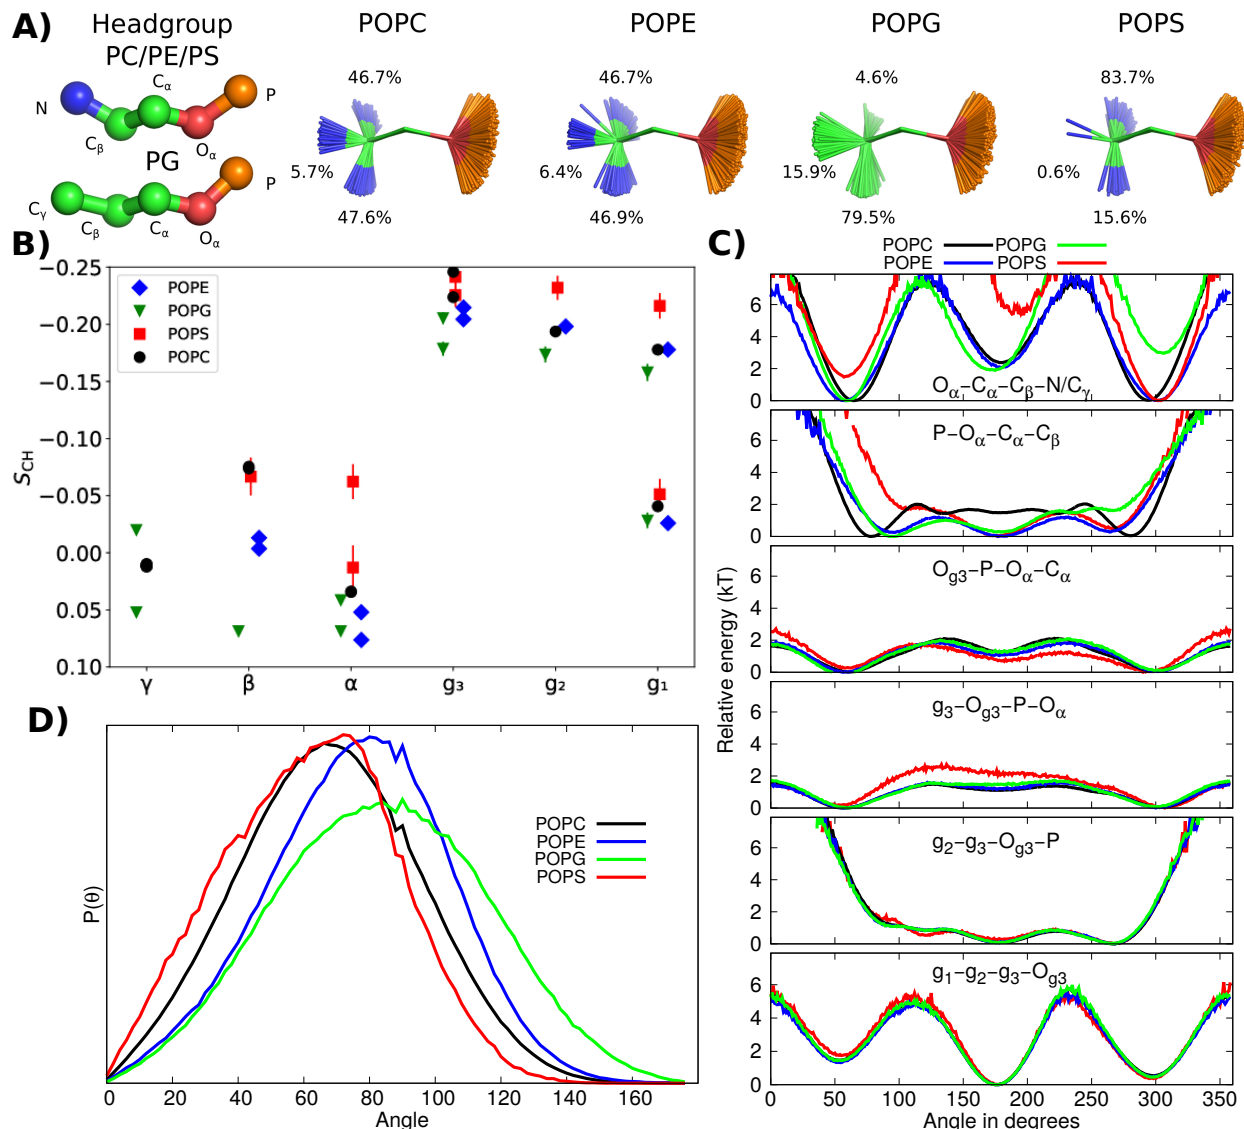 A)
Headgroup
PC/PE/PS
POPC
POPE
POPG
POPS
Cα
N
P
Cβ
Oα
PG
P
Cγ
Cβ
Cα
Oα
46.7%
5.7%
47.6%
46.7%
6.4%
46.9%
4.6%
15.9%
79.5%
83.7%
0.6%
15.6%
B)
−0.25
−0.20
−0.15
−0.10
−0.05
0.00
0.05
0.10
SCH
POPE
POPG
POPS
POPC
γ β α g₃ g₂ g₁
C)
POPC POPG
POPE POPS
6
4
2
0
Oα−Cα−Cβ−N/Cγ
6
4
2
0
P−Oα−Cα−Cβ
6
4
2
0
Og3−P−Oα−Cα
6
4
2
0
g3−Og3−P−Oα
6
4
2
0
g2−g3−Og3−P
6
4
2
0
g1−g2−g3−Og3
Relative energy (kT)
0 50 100 150 200 250 300 350
Angle in degrees
D)
P(θ)
POPC
POPE
POPG
POPS
0 20 40 60 80 100 120 140 160
Angle